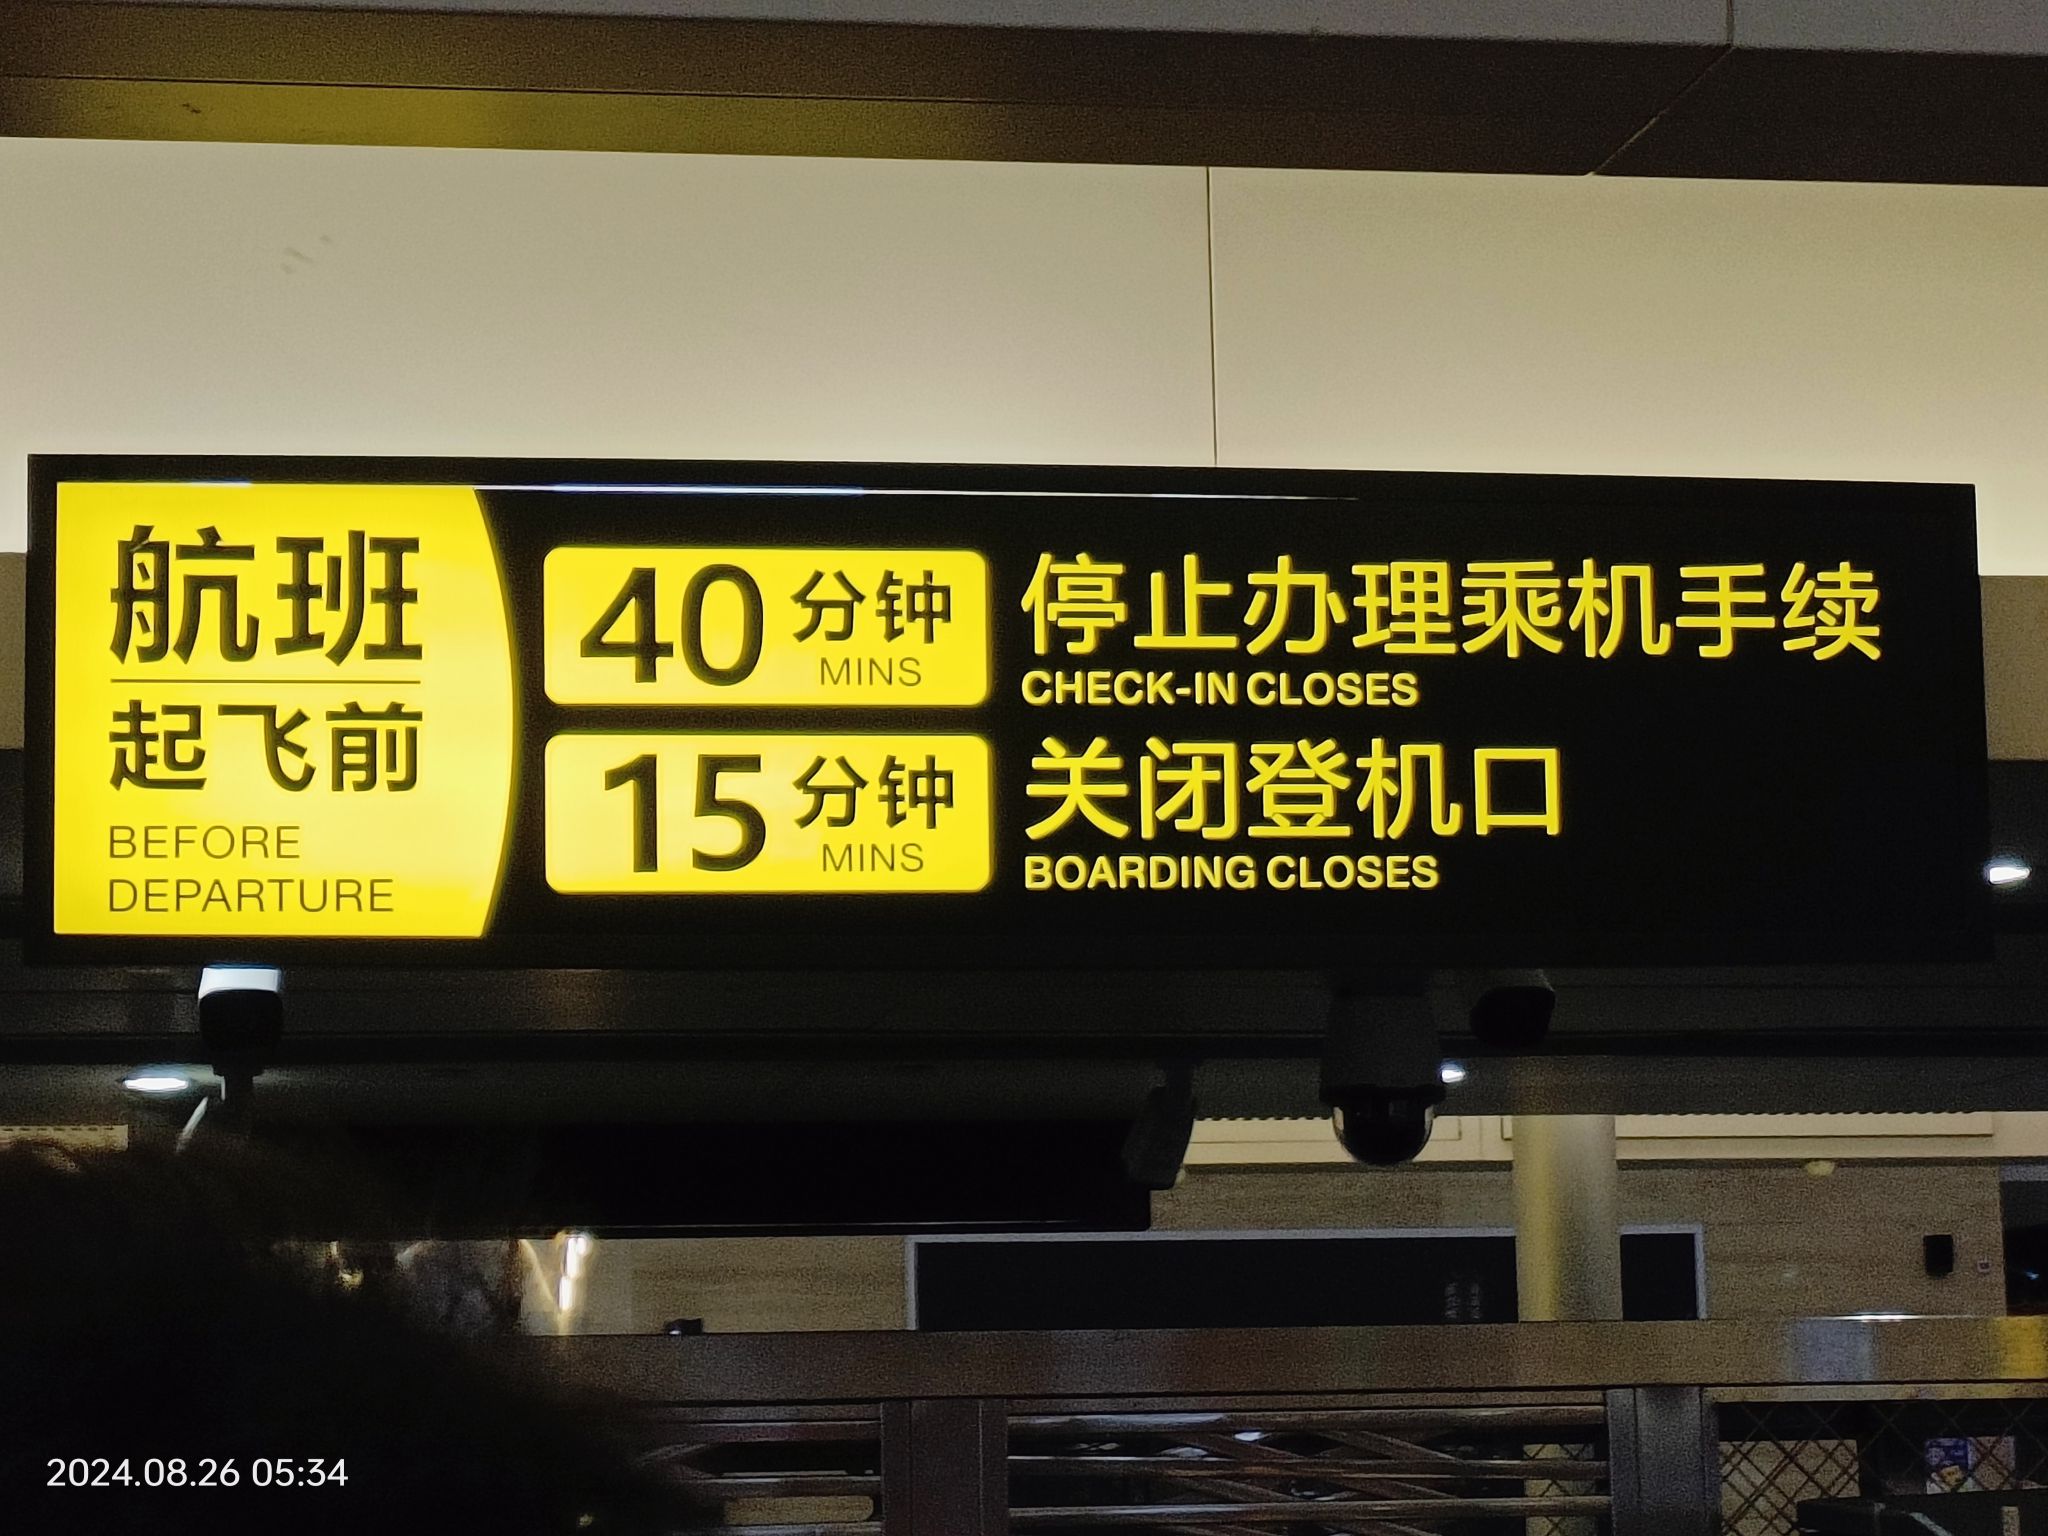 航班
起飞前
BEFORE
DEPARTURE
40 分钟
MINS
停止办理乘机手续
CHECK-IN CLOSES
15 分钟
MINS
关闭登机口
BOARDING CLOSES
2024.08.26 05:34